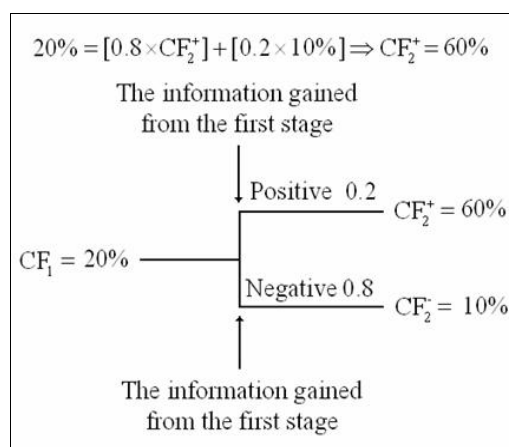 20% = [0.8 × CF₂⁺] + [0.2 × 10%] ⇒ CF₂⁺ = 60%
The information gained
from the first stage
Positive 0.2
CF₂⁺ = 60%
CF₁ = 20%
Negative 0.8
CF₂⁻ = 10%
The information gained
from the first stage